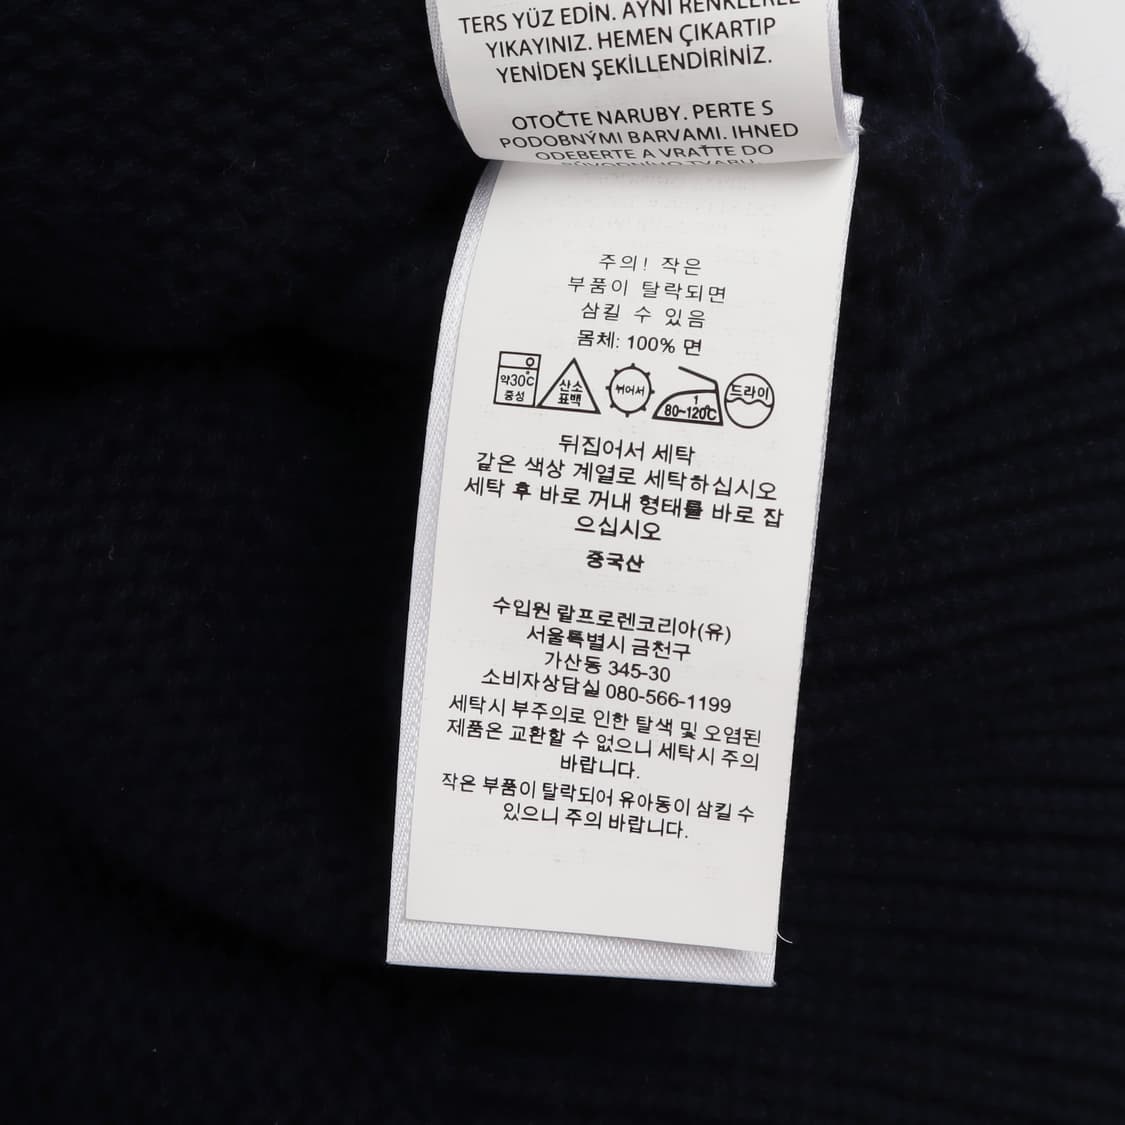 TERS YÜZ EDİN. AYNI RENKLERLE
YIKAYINIZ. HEMEN ÇIKARTIP
YENİDEN ŞEKİLLENDİRİNİZ.
OTOČTE NARUBY. PERTE S
PODOBNÝMI BARVAMI. IHNED
ODEBERTE A VRAŤTE DO
PŮVODNÍHO TVARU.
주의! 작은
부품이 탈락되면
삼킬 수 있음
몸체: 100% 면
약30°C
중성
산소
표백
뉘어서
1
80~120°C
드라이
뒤집어서 세탁
같은 색상 계열로 세탁하십시오
세탁 후 바로 꺼내 형태를 바로 잡
으십시오
중국산
수입원 랄프로렌코리아(유)
서울특별시 금천구
가산동 345-30
소비자상담실 080-566-1199
세탁시 부주의로 인한 탈색 및 오염된
제품은 교환할 수 없으니 세탁시 주의
바랍니다.
작은 부품이 탈락되어 유아동이 삼킬 수
있으니 주의 바랍니다.